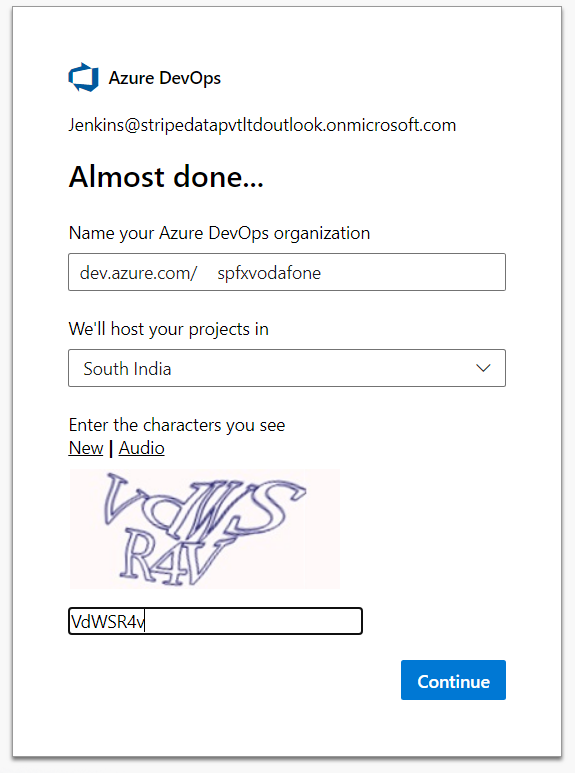 Azure DevOps
Jenkins@stripedatapvtltdoutlook.onmicrosoft.com
Almost done...
Name your Azure DevOps organization
dev.azure.com/ spfxvodafone
We'll host your projects in
South India
Enter the characters you see
New | Audio
VdWS
R4V
VdWSR4v
Continue